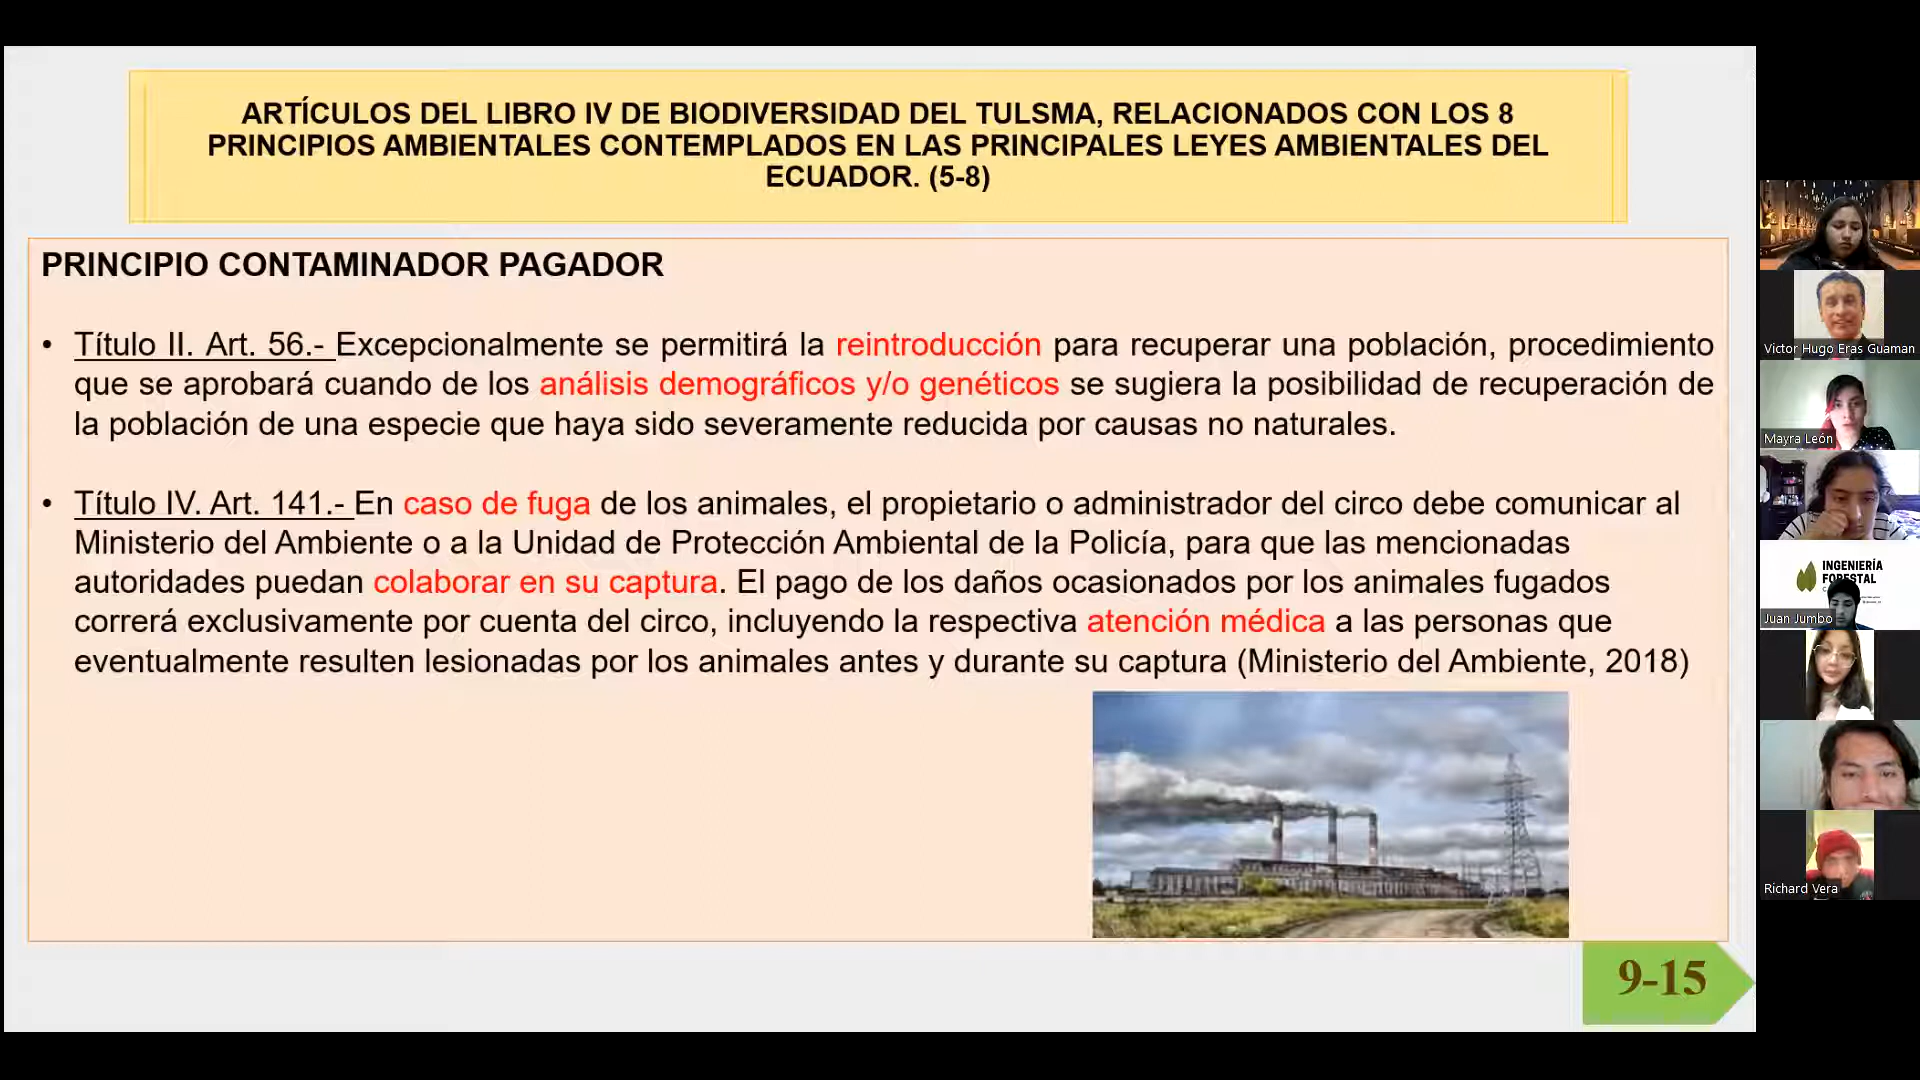 ARTÍCULOS DEL LIBRO IV DE BIODIVERSIDAD DEL TULSMA, RELACIONADOS CON LOS 8
PRINCIPIOS AMBIENTALES CONTEMPLADOS EN LAS PRINCIPALES LEYES AMBIENTALES DEL
ECUADOR. (5-8)
PRINCIPIO CONTAMINADOR PAGADOR
• Título II. Art. 56.- Excepcionalmente se permitirá la reintroducción para recuperar una población, procedimiento
que se aprobará cuando de los análisis demográficos y/o genéticos se sugiera la posibilidad de recuperación de
la población de una especie que haya sido severamente reducida por causas no naturales.
• Título IV. Art. 141.- En caso de fuga de los animales, el propietario o administrador del circo debe comunicar al
Ministerio del Ambiente o a la Unidad de Protección Ambiental de la Policía, para que las mencionadas
autoridades puedan colaborar en su captura. El pago de los daños ocasionados por los animales fugados
correrá exclusivamente por cuenta del circo, incluyendo la respectiva atención médica a las personas que
eventualmente resulten lesionadas por los animales antes y durante su captura (Ministerio del Ambiente, 2018)
9-15
Victor Hugo Eras Guaman
Mayra León
INGENIERÍA
FORESTAL
Juan Jumbo
Richard Vera